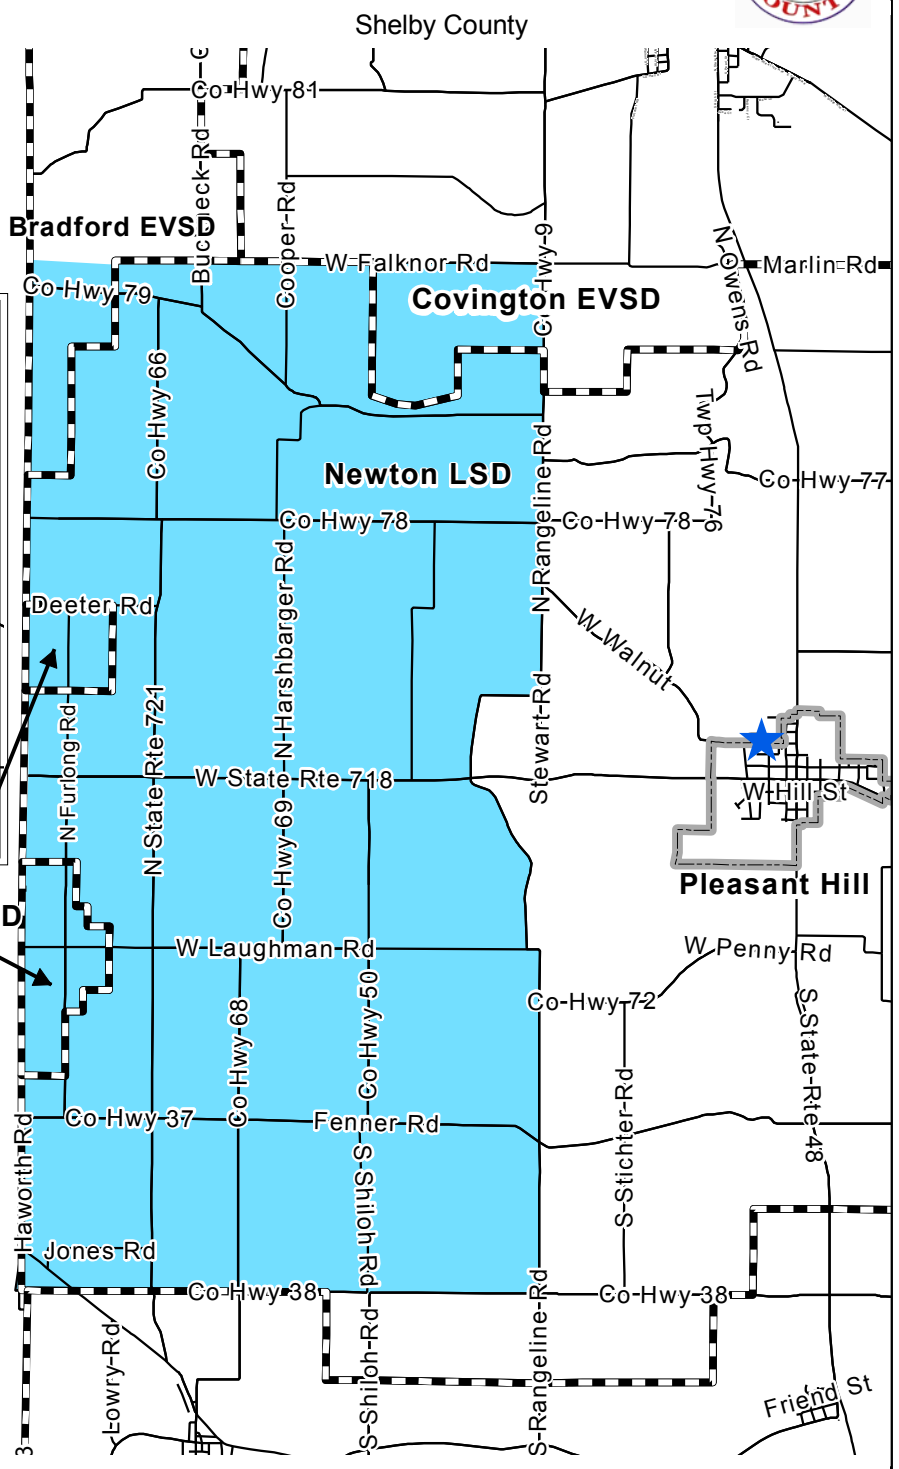 Shelby County
OUNT
Co Hwy 81
Bradford EVSD
Cooper-Rd
Co-Hwy-9
N-Owens-Rd
W Falknor Rd
Marlin Rd
Co Hwy 79
Covington EVSD
Co-Hwy-66
Twp-Hwy-76
Newton LSD
N-Rangeline-Rd
Co-Hwy-77
Co Hwy 78
Co-Hwy-78
Deeter Rd
N-Harshbarger Rd
W-Walnut
N-State-Rte-721
N Furlong Rd
Stewart-Rd
W State Rte 718
W-Hill-St
Co-Hwy-69
Pleasant Hill
D
W Laughman Rd
W Penny-Rd
Co-Hwy-72
Co-Hwy-50
Co-Hwy-68
S-State-Rte-48
S-Stichter-Rd
Co-Hwy 37
Fenner Rd
Haworth Rd
S Shiloh Rd
Jones Rd
Co Hwy 38
Co-Hwy-38
Lowry-Rd
S-Shiloh-Rd
S-Rangeline-Rd
Friend St